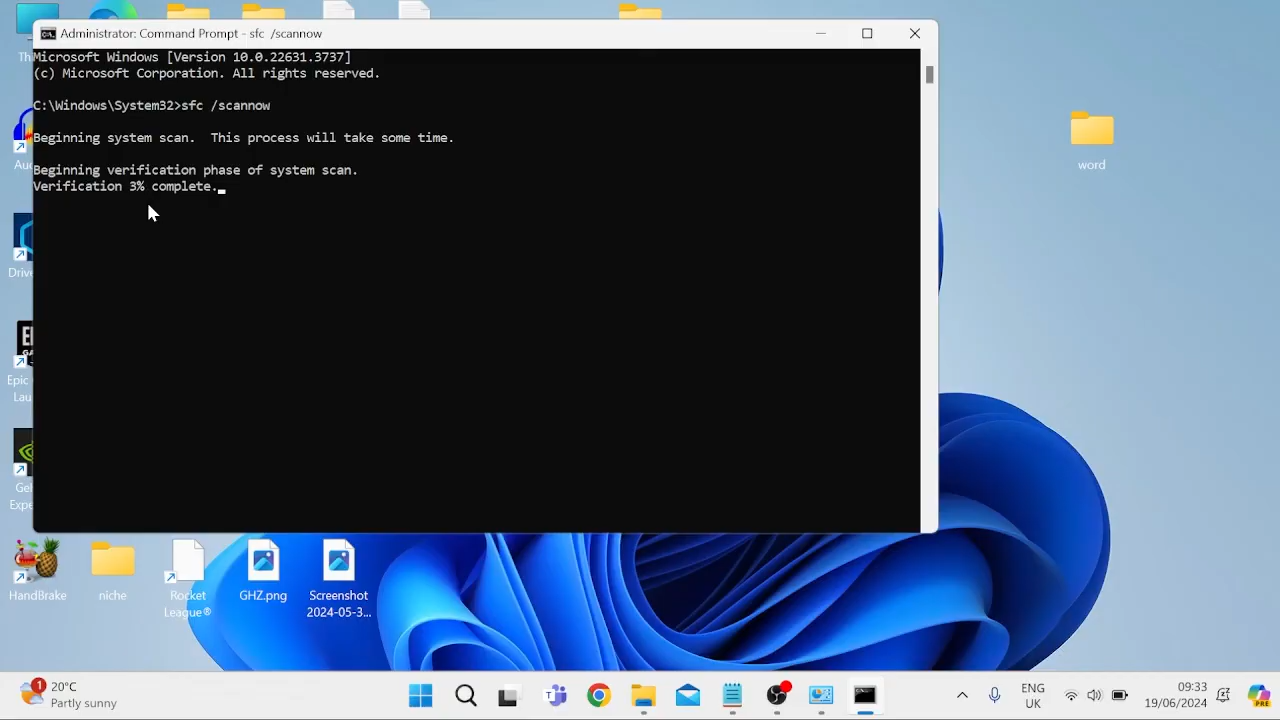 Administrator: Command Prompt - sfc /scannow
Microsoft Windows [Version 10.0.22631.3737]
(c) Microsoft Corporation. All rights reserved.
C:\Windows\System32>sfc /scannow
Beginning system scan.  This process will take some time.
Beginning verification phase of system scan.
Verification 3% complete.
word
HandBrake
niche
Rocket
League®
GHZ.png
Screenshot
2024-05-3...
1
20°C
Partly sunny
ENG
UK
09:33
19/06/2024
PRE